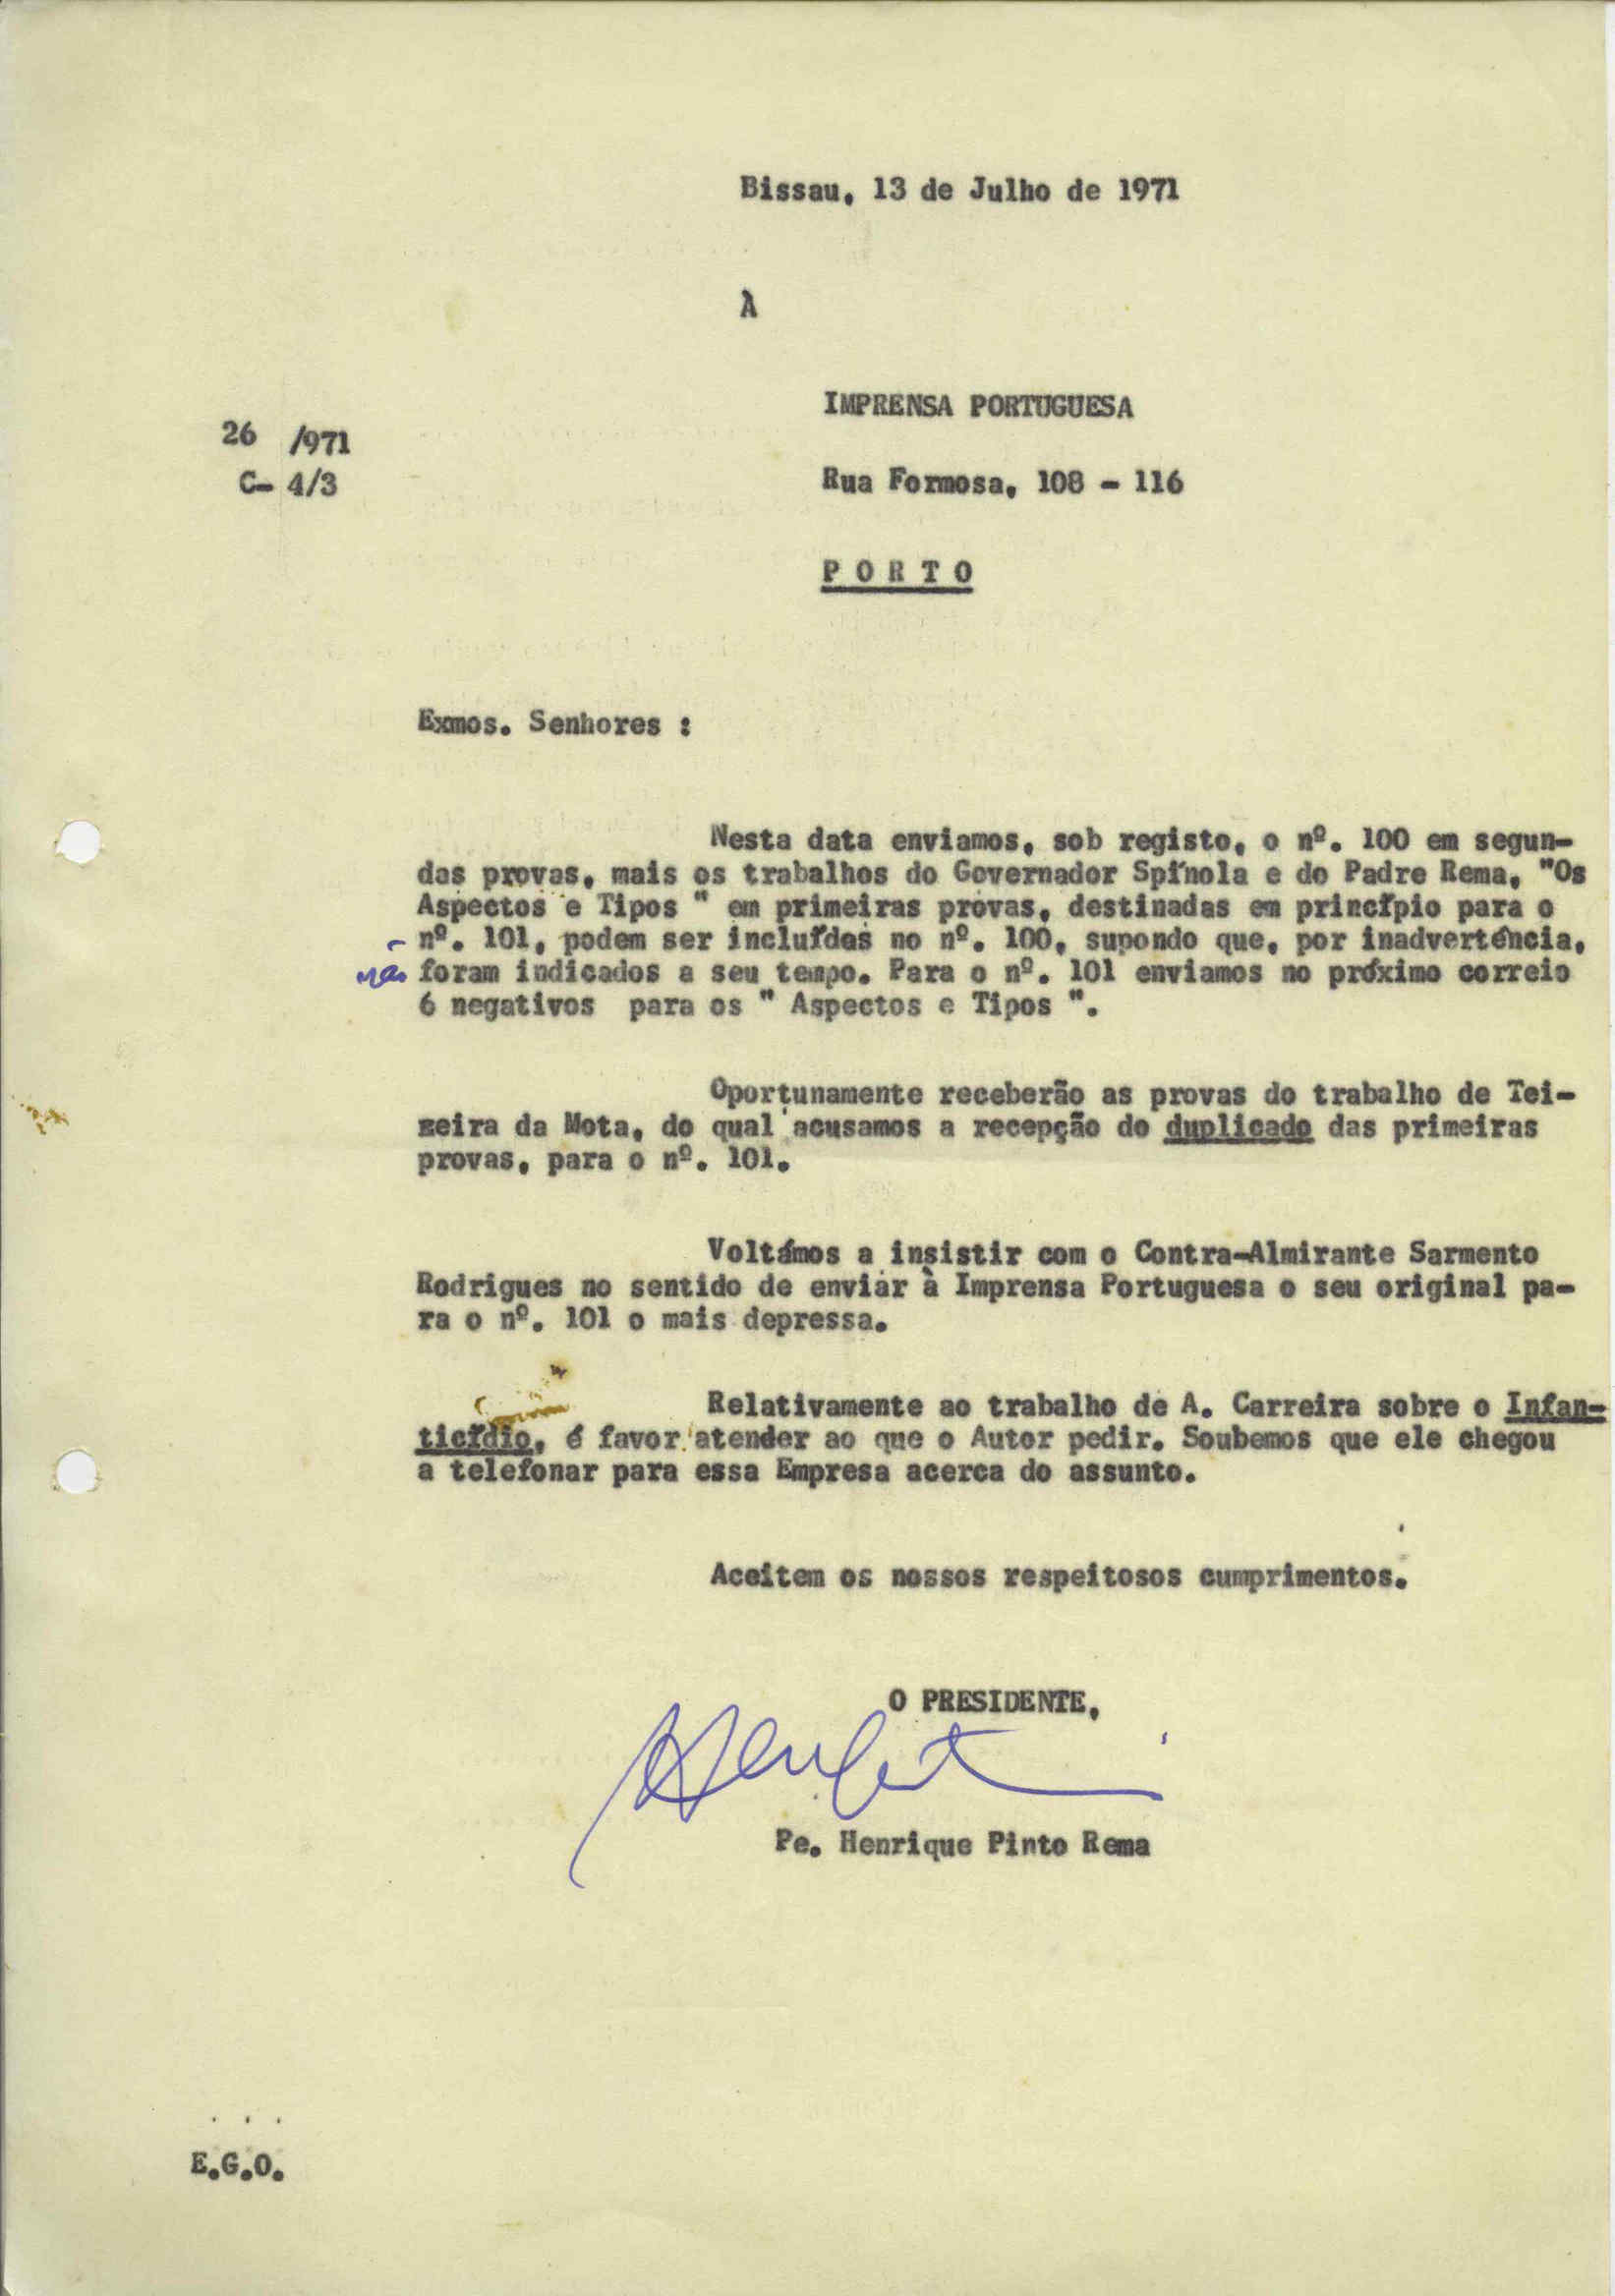 Bissau, 13 de Julho de 1971
À
IMPRENSA PORTUGUESA
26 /971
C- 4/3
Rua Formosa, 108 - 116
P O R T O
Exmos. Senhores :
Nesta data enviamos, sob registo, o nº. 100 em segun-
das provas, mais os trabalhos do Governador Spínola e do Padre Rema, "Os
Aspectos e Tipos " em primeiras provas, destinadas em princípio para o
nº. 101, podem ser incluídas no nº. 100, supondo que, por inadvertência,
não foram indicados a seu tempo. Para o nº. 101 enviamos no próximo correio
6 negativos para os " Aspectos e Tipos ".
Oportunamente receberão as provas do trabalho de Tei-
xeira da Mota, do qual acusamos a recepção do duplicado das primeiras
provas, para o nº. 101.
Voltámos a insistir com o Contra-Almirante Sarmento
Rodrigues no sentido de enviar à Imprensa Portuguesa o seu original pa-
ra o nº. 101 o mais depressa.
Relativamente ao trabalho de A. Carreira sobre o Infan-
ticídio, é favor atender ao que o Autor pedir. Soubemos que ele chegou
a telefonar para essa Empresa acerca do assunto.
Aceitem os nossos respeitosos cumprimentos.
O PRESIDENTE,
Pe. Henrique Pinto Rema
E.G.O.